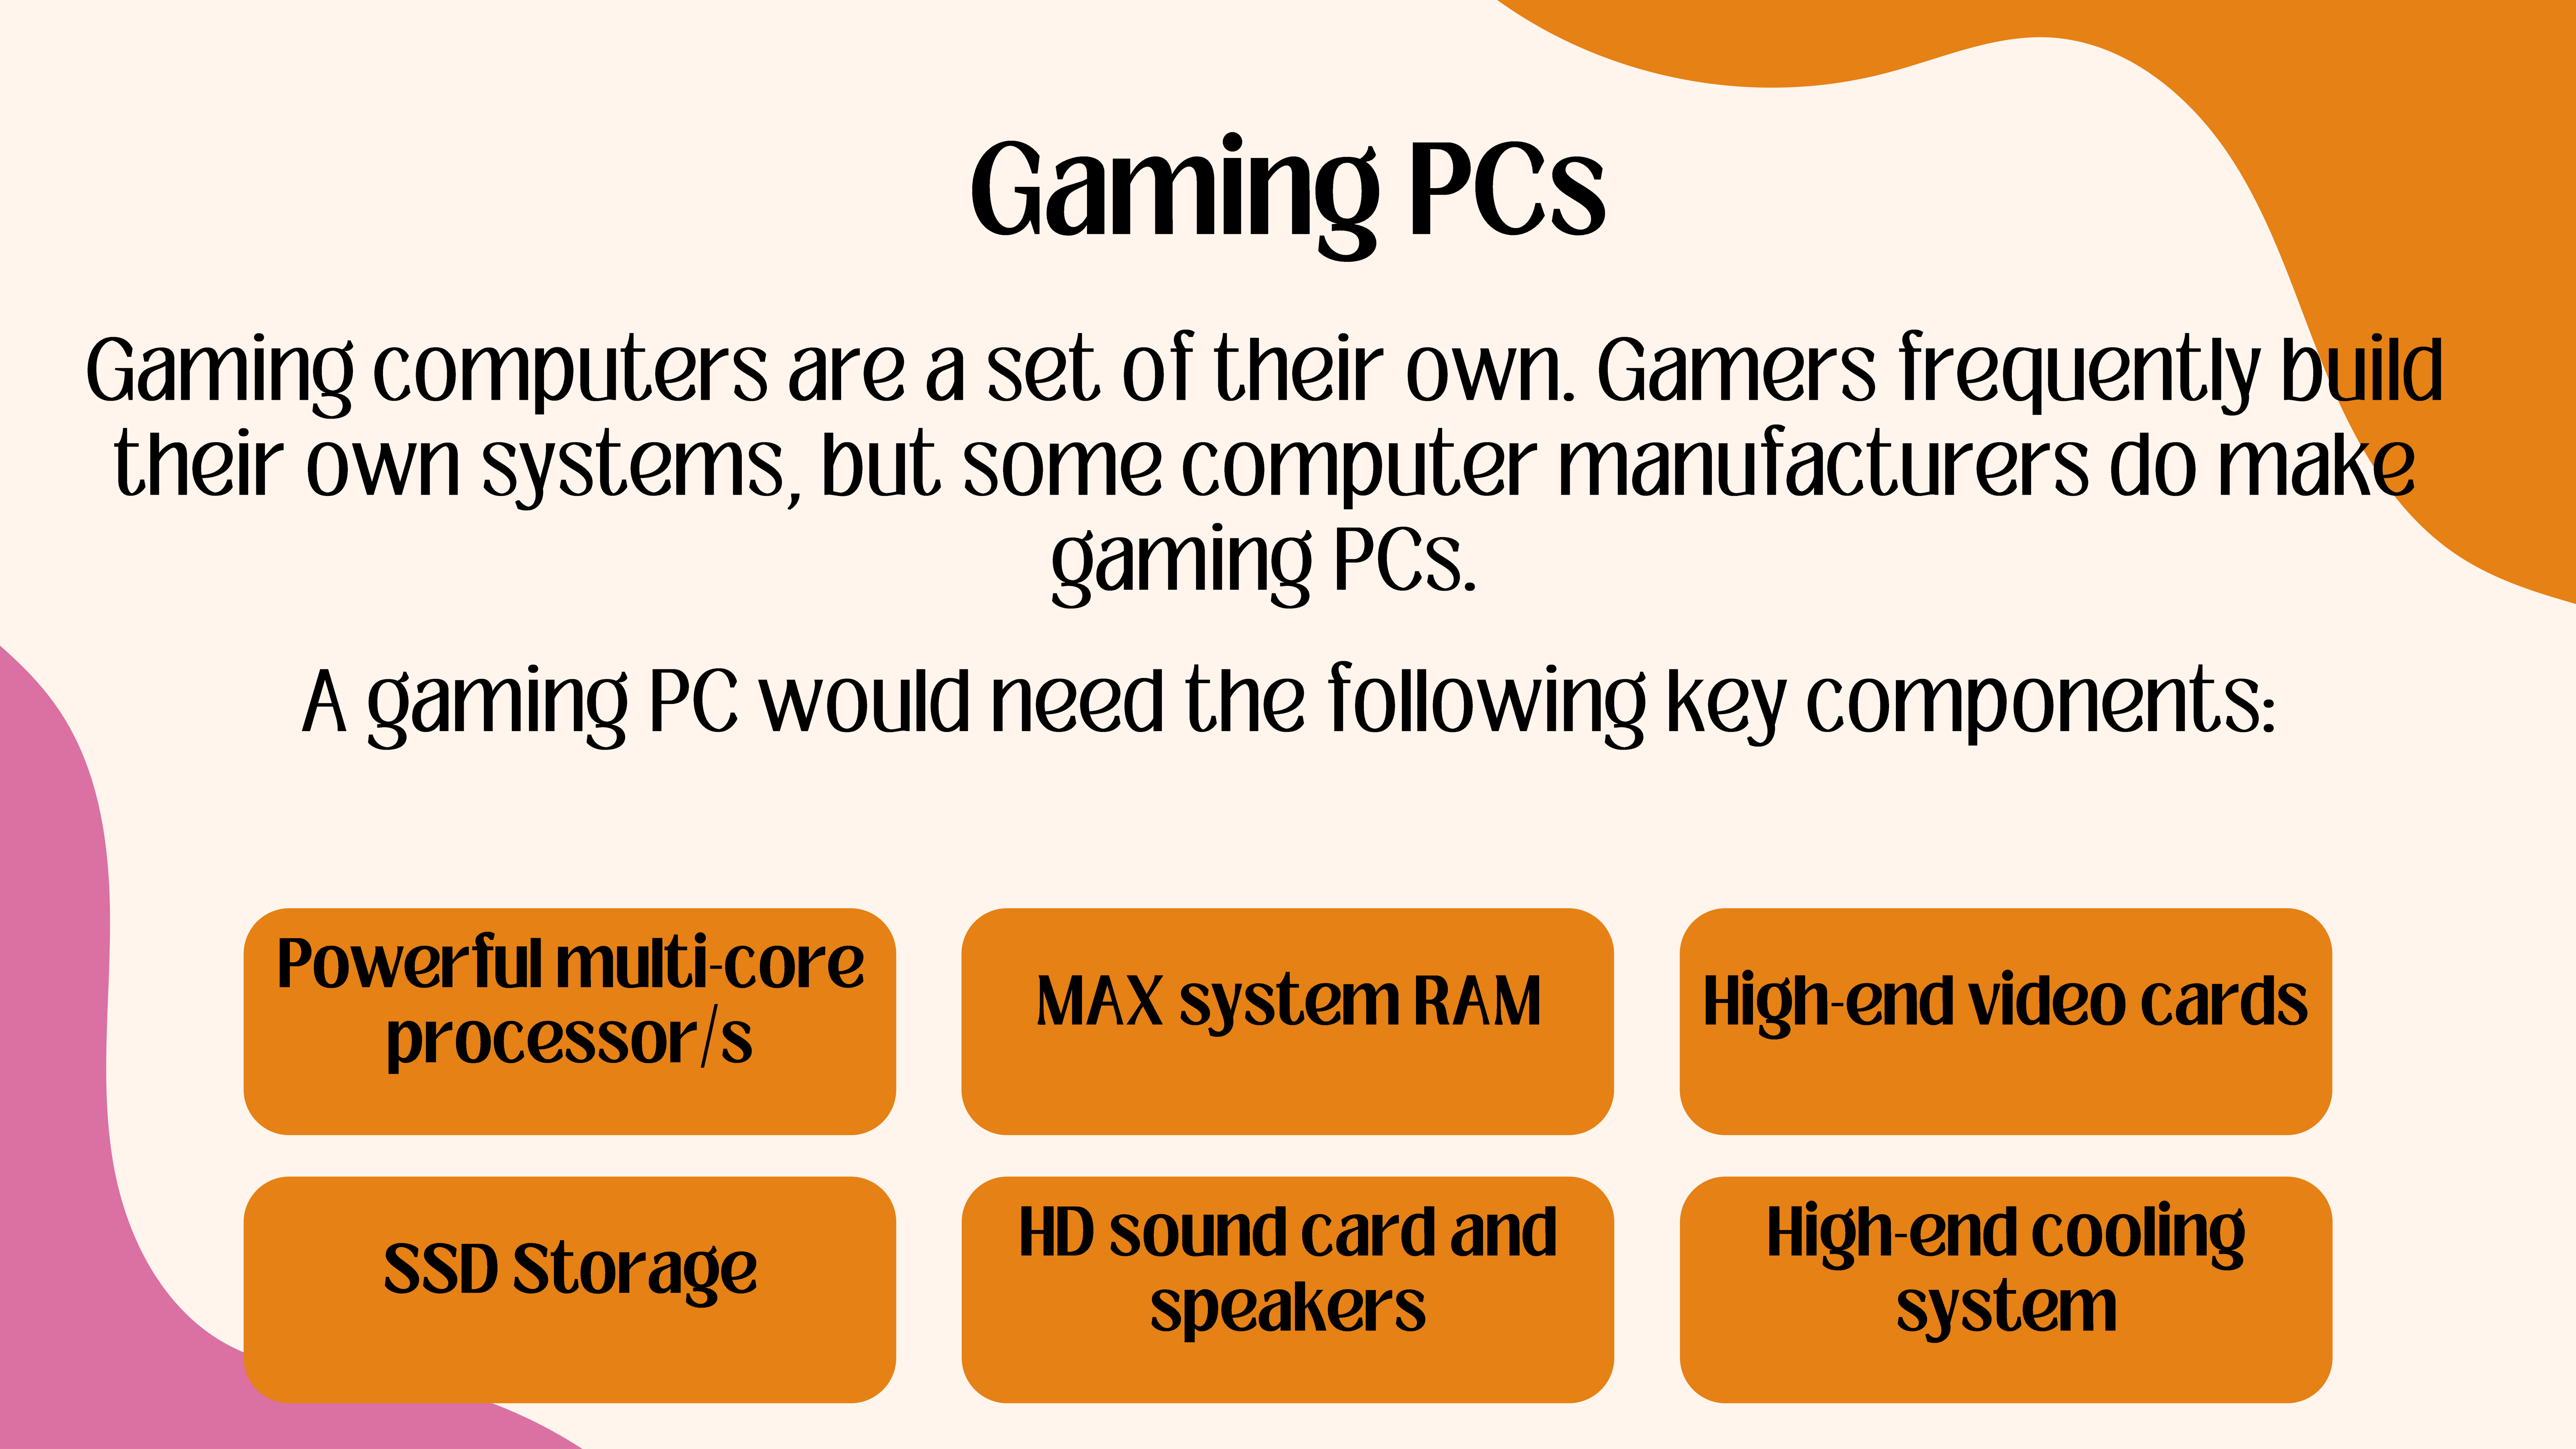 Gaming PCs
Gaming computers are a set of their own. Gamers frequently build
their own systems, but some computer manufacturers do make
gaming PCs.
A gaming PC would need the following key components:
Powerful multi-core
processor/s
MAX system RAM
High-end video cards
SSD Storage
HD sound card and
speakers
High-end cooling
system